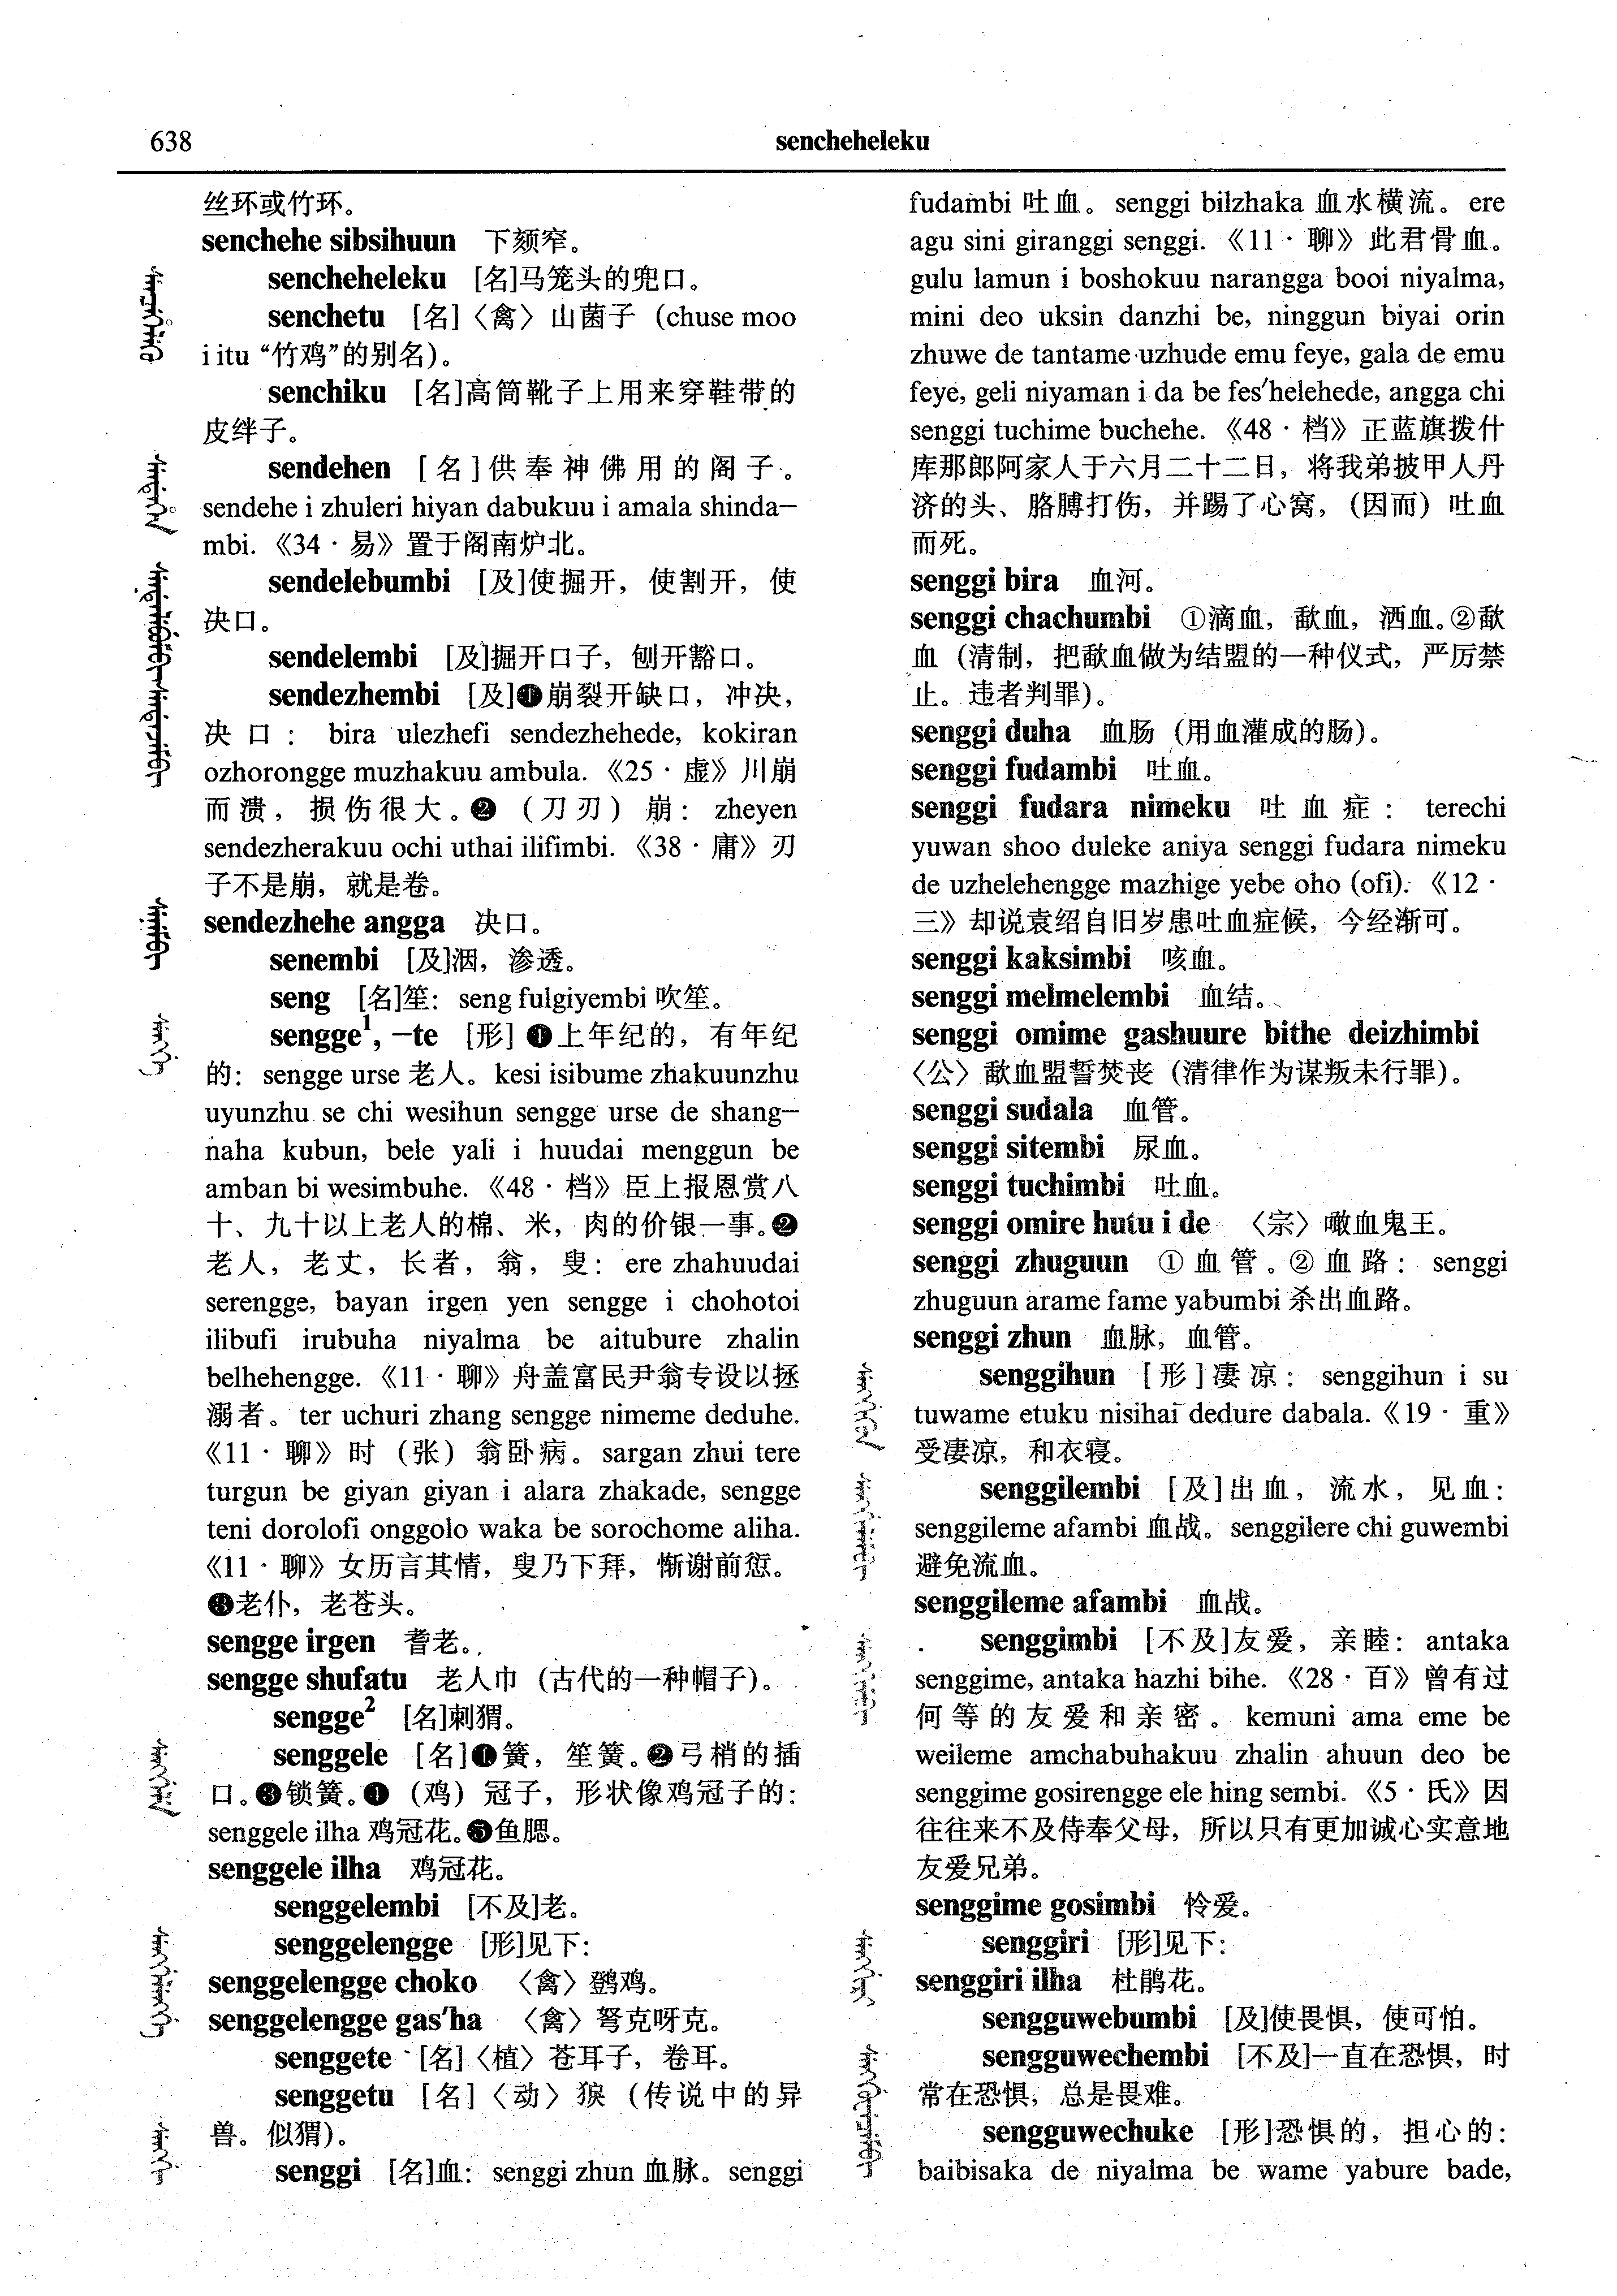 638
sencheheleku
丝环或竹环。
senchehe sibsihuun 下颏窄。
sencheheleku [名]马笼头的兜口。
senchetu [名]〈禽〉山菌子 (chuse moo
i itu “竹鸡”的别名)。
senchiku [名]高筒靴子上用来穿鞋带的
皮绊子。
sendehen [名]供奉神佛用的阁子。
sendehe i zhuleri hiyan dabukuu i amala shinda-
mbi.《34 · 易》置于阁南炉北。
sendelebumbi [及]使掘开，使割开，使
决口。
sendelembi [及]掘开口子，刨开豁口。
sendezhembi [及]❶崩裂开缺口，冲决，
决口： bira ulezhefi sendezhehede, kokiran
ozhorongge muzhakuu ambula.《25 · 虚》川崩
而溃，损伤很大。❷（刀刃）崩： zheyen
sendezherakuu ochi uthai ilifimbi.《38 · 庸》刃
子不是崩，就是卷。
sendezhehe angga 决口。
senembi [及]洇，渗透。
seng [名]笙： seng fulgiyembi 吹笙。
sengge¹, -te [形] ❶上年纪的，有年纪
的： sengge urse 老人。kesi isibume zhakuunzhu
uyunzhu se chi wesihun sengge urse de shang-
naha kubun, bele yali i huudai menggun be
amban bi wesimbuhe.《48 · 档》臣上报恩赏八
十、九十以上老人的棉、米，肉的价银一事。❷
老人，老丈，长者，翁，叟： ere zhahuudai
serengge, bayan irgen yen sengge i chohotoi
ilibufi irubuha niyalma be aitubure zhalin
belhehengge.《11 · 聊》舟盖富民尹翁专设以拯
溺者。ter uchuri zhang sengge nimeme deduhe.
《11 · 聊》时（张）翁卧病。sargan zhui tere
turgun be giyan giyan i alara zhakade, sengge
teni dorolofi onggolo waka be sorochome aliha.
《11 · 聊》女历言其情，叟乃下拜，惭谢前愆。
❸老仆，老苍头。
sengge irgen 耆老。
sengge shufatu 老人巾（古代的一种帽子）。
sengge² [名]刺猬。
senggele [名]❶簧，笙簧。❷弓梢的插
口。❸锁簧。❹（鸡）冠子，形状像鸡冠子的：
senggele ilha 鸡冠花。❺鱼腮。
senggele ilha 鸡冠花。
senggelembi [不及]老。
senggelengge [形]见下：
senggelengge choko 〈禽〉鹞鸡。
senggelengge gas'ha 〈禽〉弩克呀克。
senggete [名]〈植〉苍耳子，卷耳。
senggetu [名]〈动〉猨（传说中的异
兽。似猬）。
senggi [名]血： senggi zhun 血脉。senggi
fudambi 吐血。senggi bilzhaka 血水横流。ere
agu sini giranggi senggi.《11 · 聊》此君骨血。
gulu lamun i boshokuu narangga booi niyalma,
mini deo uksin danzhi be, ninggun biyai orin
zhuwe de tantame uzhude emu feye, gala de emu
feye, geli niyaman i da be fes'helehede, angga chi
senggi tuchime buchehe.《48 · 档》正蓝旗拨什
库那郎阿家人于六月二十二日，将我弟披甲人丹
济的头、胳膊打伤，并踢了心窝，（因而）吐血
而死。
senggi bira 血河。
senggi chachumbi ①滴血，歃血，洒血。②歃
血（清制，把歃血做为结盟的一种仪式，严厉禁
止。违者判罪）。
senggi duha 血肠（用血灌成的肠）。
senggi fudambi 吐血。
senggi fudara nimeku 吐血症： terechi
yuwan shoo duleke aniya senggi fudara nimeku
de uzhelehengge mazhige yebe oho (ofi).《12 ·
三》却说袁绍自旧岁患吐血症候，今经渐可。
senggi kaksimbi 咳血。
senggi melmelembi 血结。
senggi omime gashuure bithe deizhimbi
〈公〉歃血盟誓焚丧（清律作为谋叛未行罪）。
senggi sudala 血管。
senggi sitembi 尿血。
senggi tuchimbi 吐血。
senggi omire hutu i de 〈宗〉噉血鬼王。
senggi zhuguun ①血管。②血路： senggi
zhuguun arame fame yabumbi 杀出血路。
senggi zhun 血脉，血管。
senggihun [形]凄凉： senggihun i su
tuwame etuku nisihai dedure dabala.《19 · 重》
受凄凉，和衣寝。
senggilembi [及]出血，流水，见血：
senggileme afambi 血战。senggilere chi guwembi
避免流血。
senggileme afambi 血战。
senggimbi [不及]友爱，亲睦： antaka
senggime, antaka hazhi bihe.《28 · 百》曾有过
何等的友爱和亲密。kemuni ama eme be
weileme amchabuhakuu zhalin ahuun deo be
senggime gosirengge ele hing sembi.《5 · 氏》因
往往来不及侍奉父母，所以只有更加诚心实意地
友爱兄弟。
senggime gosimbi 怜爱。
senggiri [形]见下：
senggiri ilha 杜鹃花。
sengguwebumbi [及]使畏惧，使可怕。
sengguwechembi [不及]一直在恐惧，时
常在恐惧，总是畏难。
sengguwechuke [形]恐惧的，担心的：
baibisaka de niyalma be wame yabure bade,